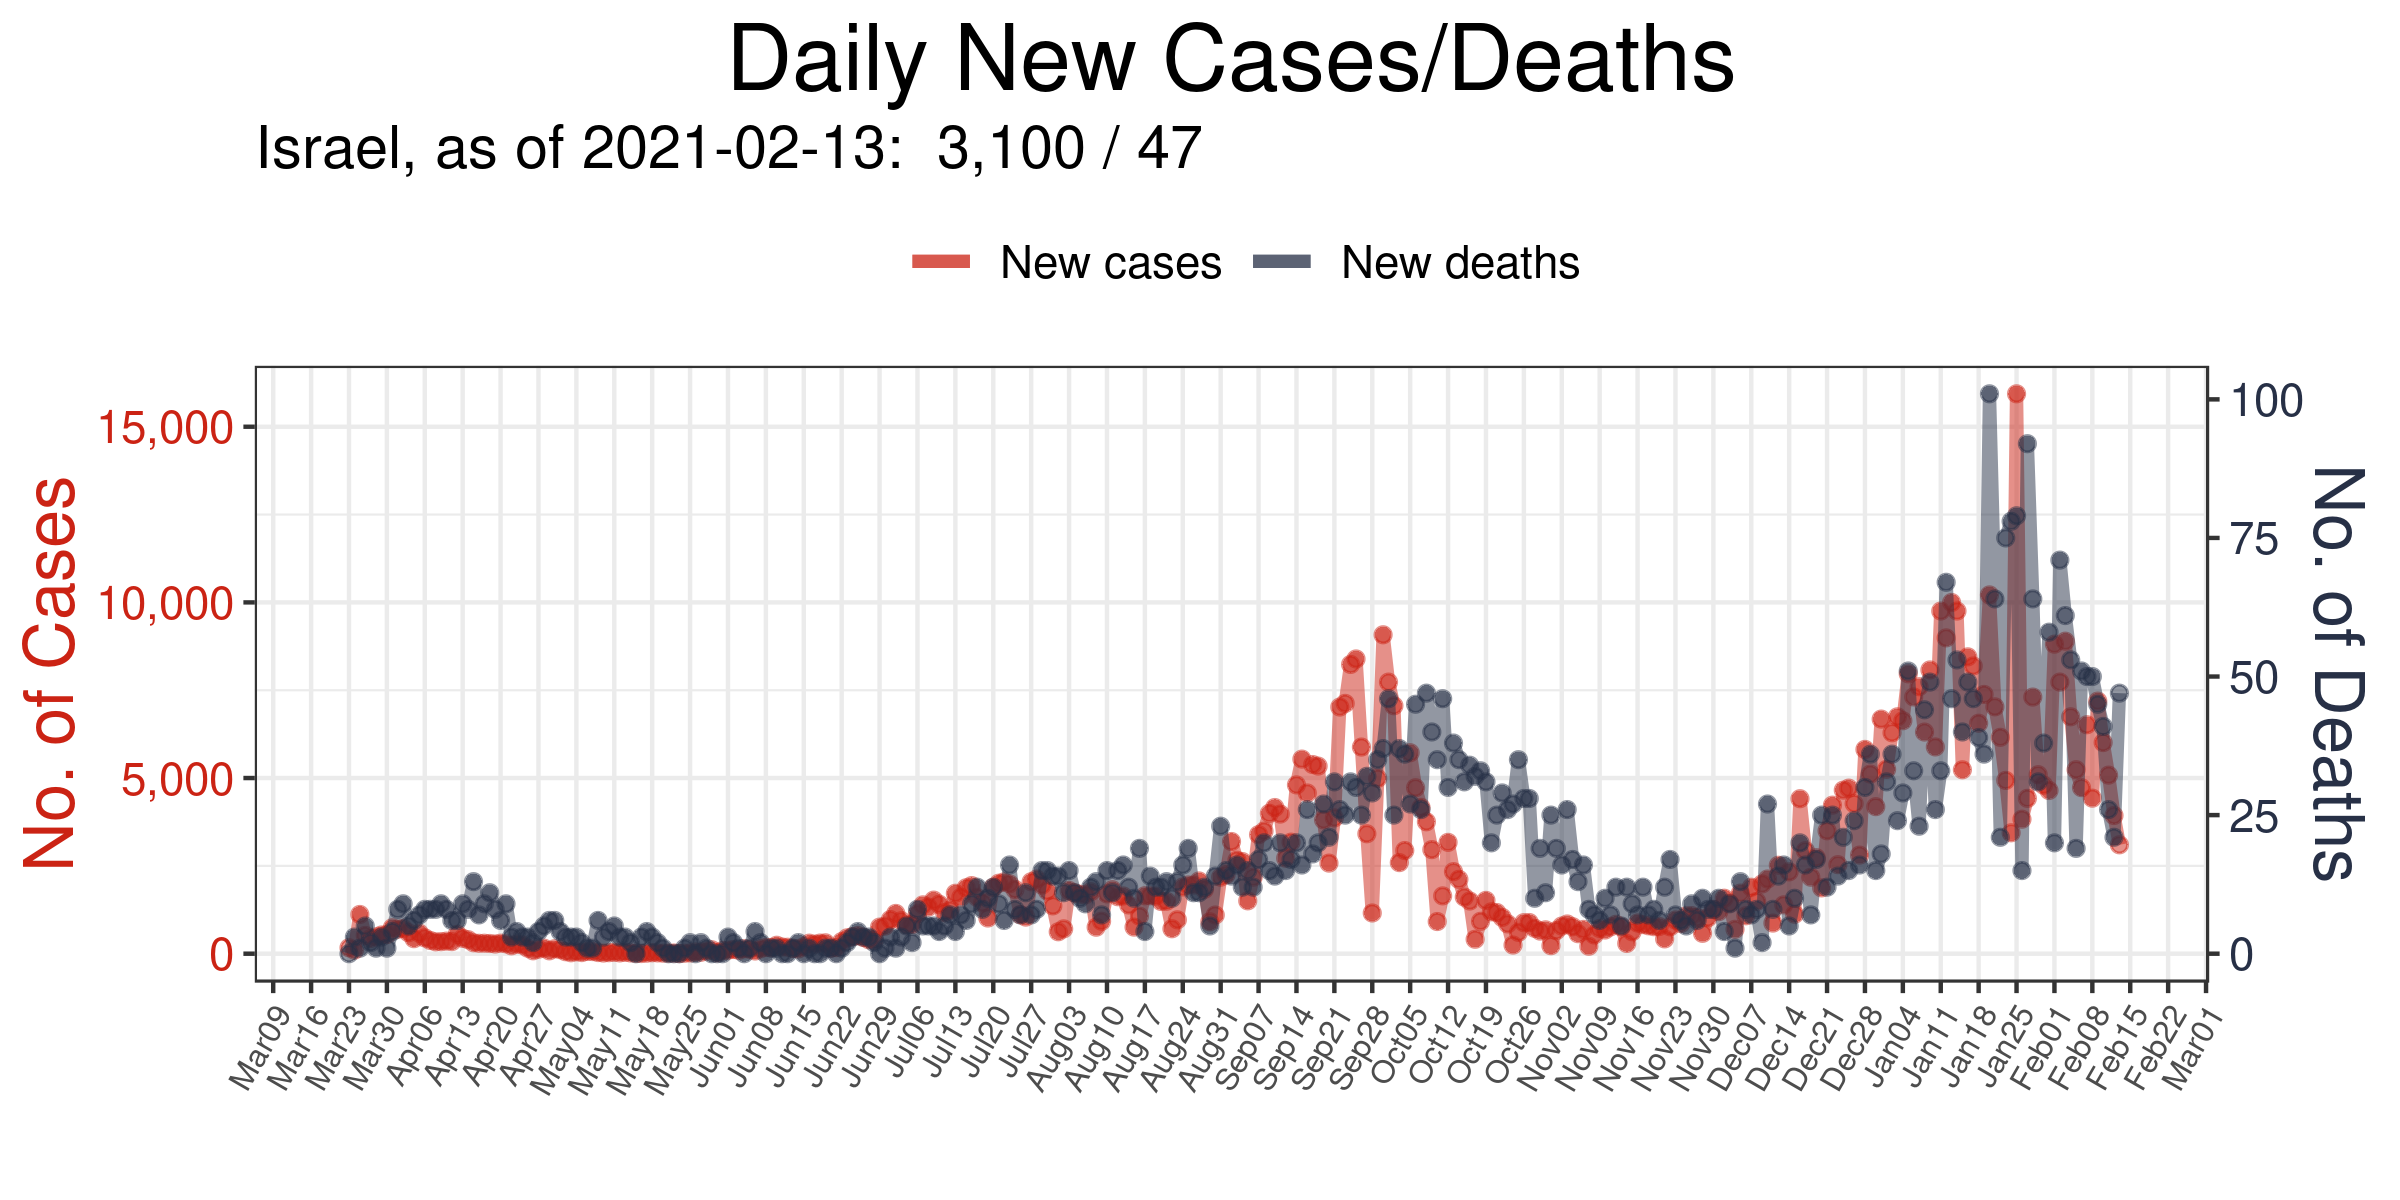 Daily New Cases/Deaths
Israel, as of 2021-02-13:  3,100 / 47
New cases
New deaths
No. of Cases
15,000
10,000
5,000
0
100
75
50
25
0
No. of Deaths
Mar09
Mar16
Mar23
Mar30
Apr06
Apr13
Apr20
Apr27
May04
May11
May18
May25
Jun01
Jun08
Jun15
Jun22
Jun29
Jul06
Jul13
Jul20
Jul27
Aug03
Aug10
Aug17
Aug24
Aug31
Sep07
Sep14
Sep21
Sep28
Oct05
Oct12
Oct19
Oct26
Nov02
Nov09
Nov16
Nov23
Nov30
Dec07
Dec14
Dec21
Dec28
Dec04
Jan11
Jan18
Jan25
Feb01
Feb08
Feb15
Feb22
Mar01